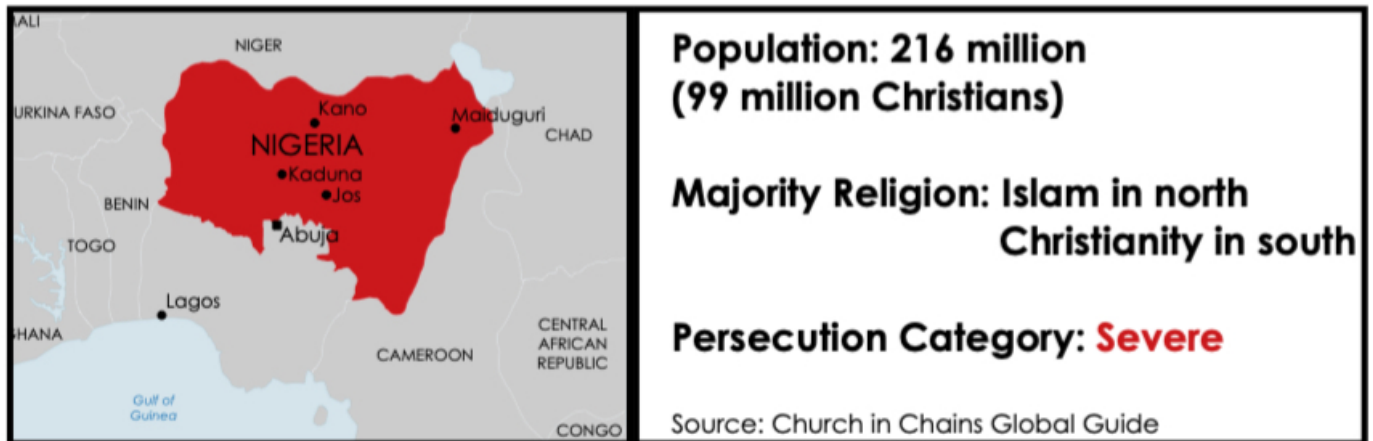 ALI
NIGER
URKINA FASO
Kano
Maiduguri
CHAD
NIGERIA
Kaduna
Jos
BENIN
Abuja
TOGO
Lagos
HANA
CENTRAL
AFRICAN
REPUBLIC
CAMEROON
Gulf of
Guinea
CONGO
Population: 216 million
(99 million Christians)
Majority Religion: Islam in north
Christianity in south
Persecution Category: Severe
Source: Church in Chains Global Guide